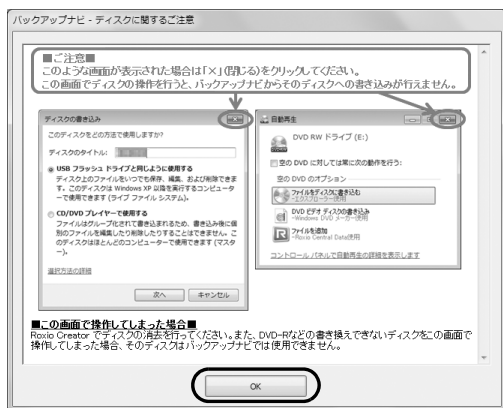 バックアップナビ - ディスクに関するご注意
■ご注意■
このような画面が表示された場合は「×」(閉じる)をクリックしてください。
この画面でディスクの操作を行うと、バックアップナビからそのディスクへの書き込みが行えません。
ディスクの書き込み
このディスクをどの方法で使用しますか?
ディスクのタイトル:
USB フラッシュ ドライブと同じように使用する
ディスク上のファイルをいつでも保存、編集、および削除できま
す。このディスクは Windows XP 以降を実行するコンピュータ
ーで使用できます (ライブ ファイル システム)。
CD/DVD プレイヤーで使用する
ファイルはグループ化されて書き込まれるため、書き込み後に個
別のファイルを編集したり削除したりすることはできません。こ
のディスクはほとんどのコンピューターで使用できます (マスタ
ー)。
選択方法の詳細
次へ
キャンセル
自動再生
DVD RW ドライブ (E:)
空の DVD に対しては常に次の動作を行う:
空の DVD のオプション
ファイルをディスクに書き込む
-エクスプローラー使用
DVD ビデオ ディスクの書き込み
-Windows DVD メーカー使用
ファイルを追加
-Roxio Central Data使用
コントロール パネルで自動再生の詳細を表示します
■この画面で操作してしまった場合■
Roxio Creator でディスクの消去を行ってください。また、DVD-Rなどの書き換えできないディスクをこの画面で
操作してしまった場合、そのディスクはバックアップナビでは使用できません。
OK